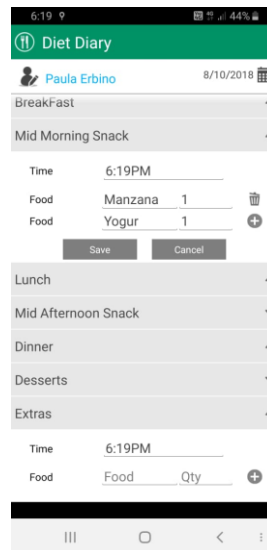 6:19 44%
Diet Diary
Paula Erbino 8/10/2018
BreakFast
Mid Morning Snack
Time 6:19PM
Food Manzana 1
Food Yogur 1
Save Cancel
Lunch
Mid Afternoon Snack
Dinner
Desserts
Extras
Time 6:19PM
Food Food Qty